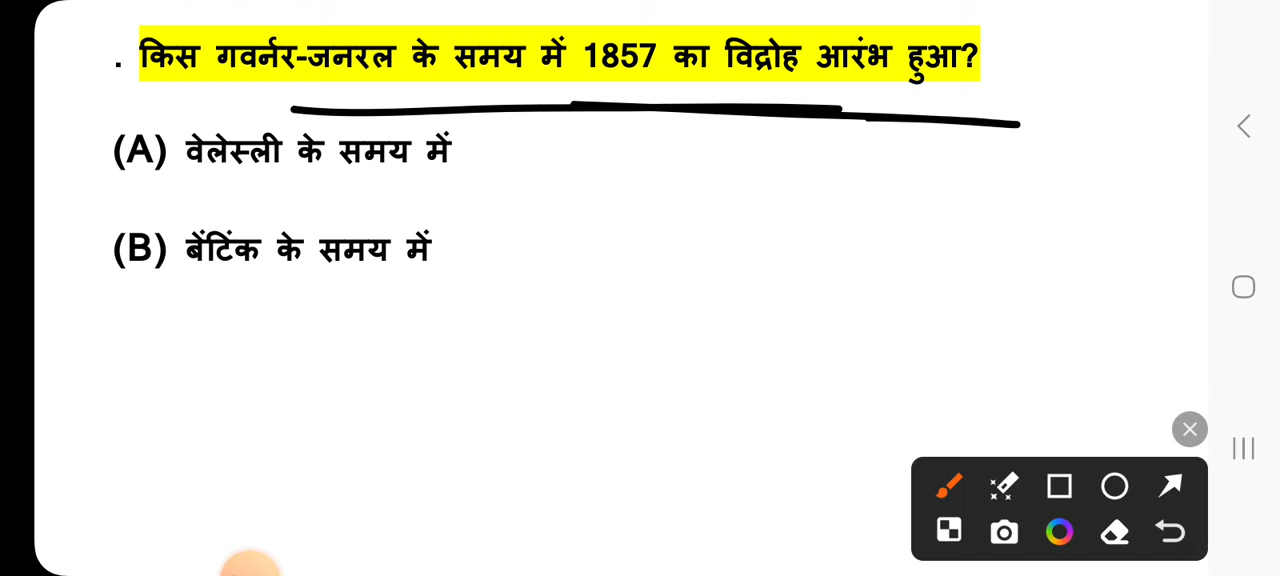 . किस गवर्नर-जनरल के समय में 1857 का विद्रोह आरंभ हुआ?
(A) वेलेस्ली के समय में
(B) बेंटिंक के समय में